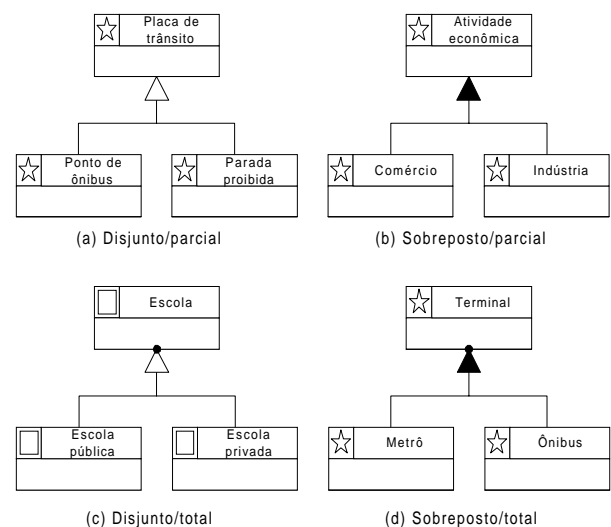 Placa de
trânsito
Ponto de
ônibus
Parada
proibida
(a) Disjunto/parcial
Atividade
econômica
Comércio
Indústria
(b) Sobreposto/parcial
Escola
Escola
pública
Escola
privada
(c) Disjunto/total
Terminal
Metrô
Ônibus
(d) Sobreposto/total